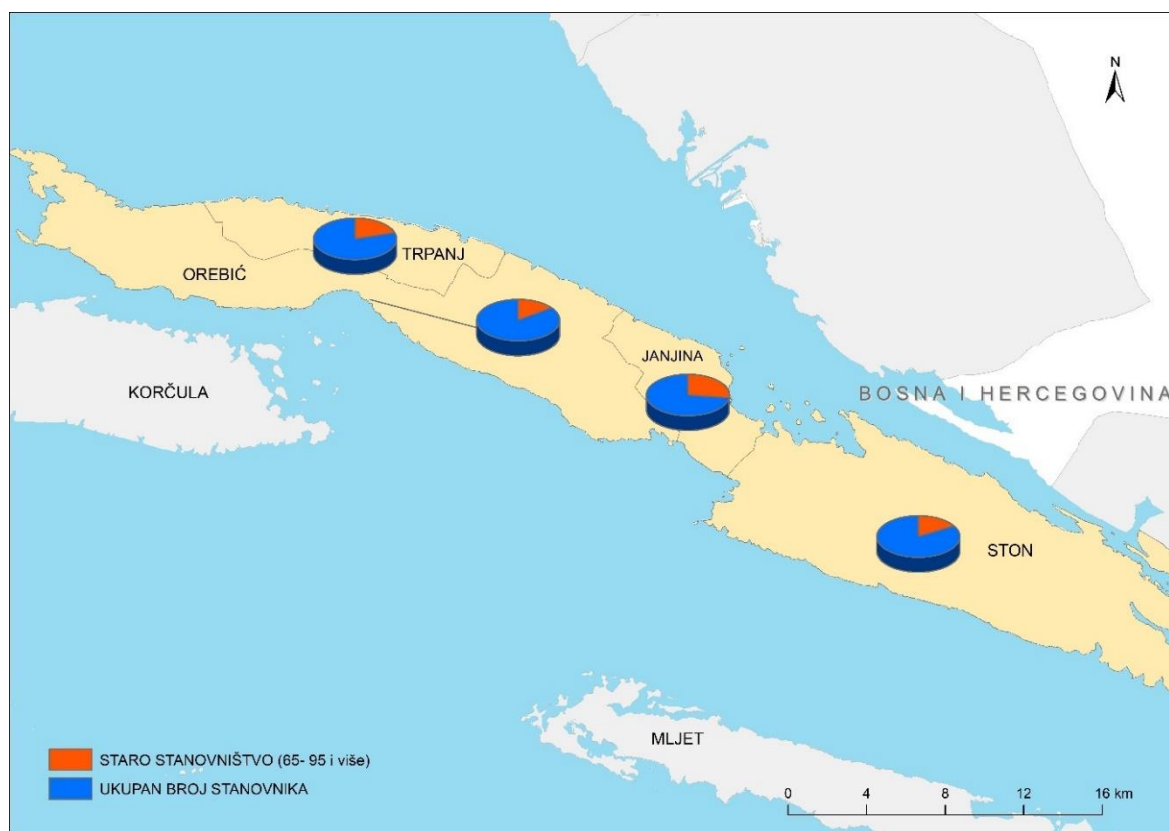 N
TRPANJ
OREBIĆ
JANJINA
KORČULA
BOSNA I HERCEGOVINA
STON
MLJET
STARO STANOVNIŠTVO (65- 95 i više)
UKUPAN BROJ STANOVNIKA
0 4 8 12 16 km